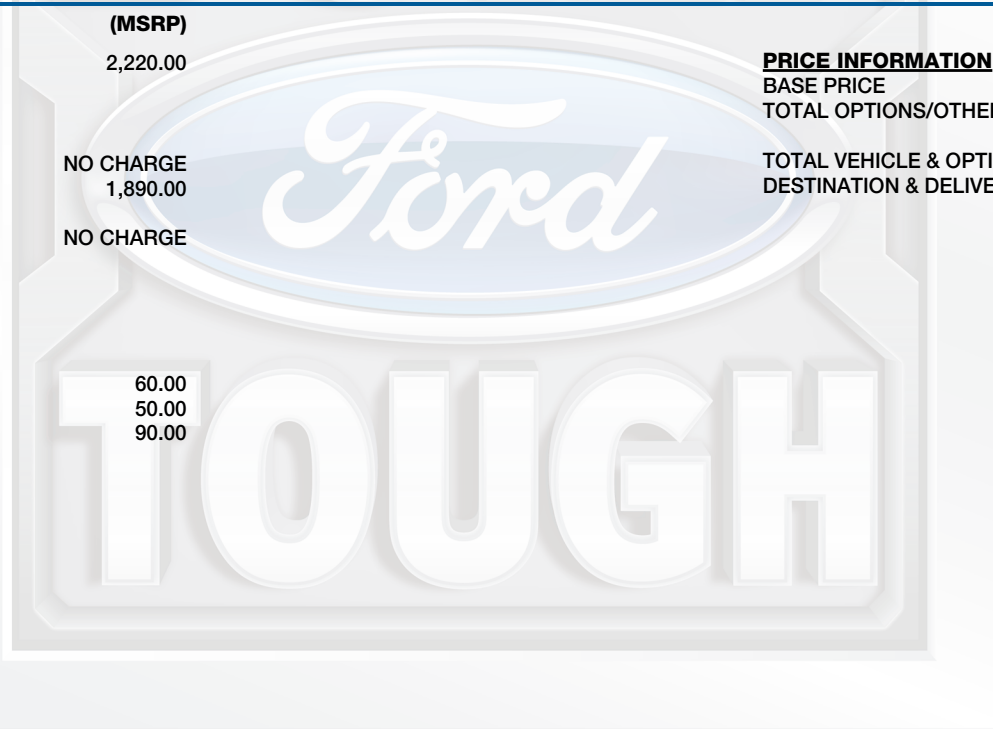 (MSRP)
2,220.00
NO CHARGE
1,890.00
NO CHARGE
60.00
50.00
90.00
PRICE INFORMATION
BASE PRICE
TOTAL OPTIONS/OTHE
TOTAL VEHICLE & OPTI
DESTINATION & DELIVE
Ford
TOUGH